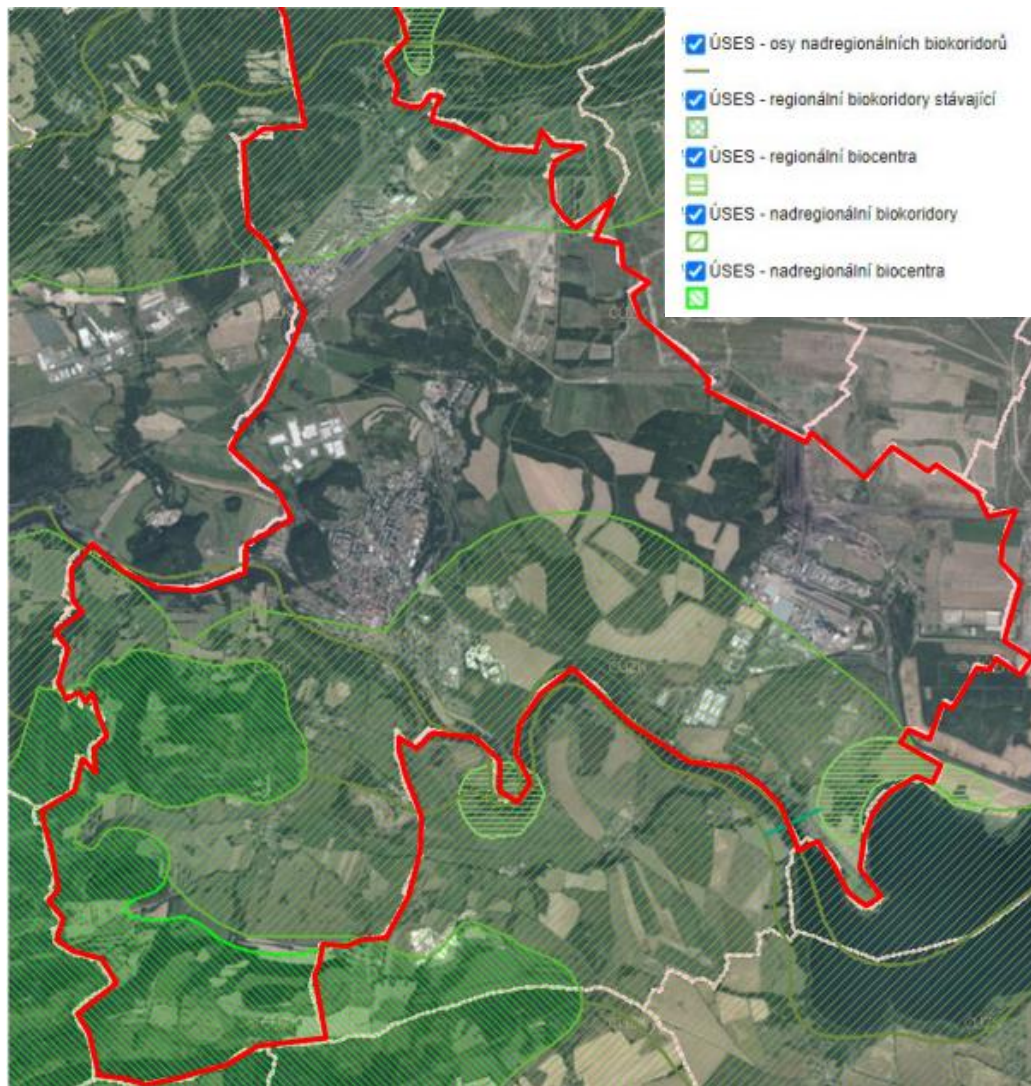 ÚSES - osy nadregionálních biokoridorů
ÚSES - regionální biokoridory stávající
ÚSES - regionální biocentra
ÚSES - nadregionální biokoridory
ÚSES - nadregionální biocentra